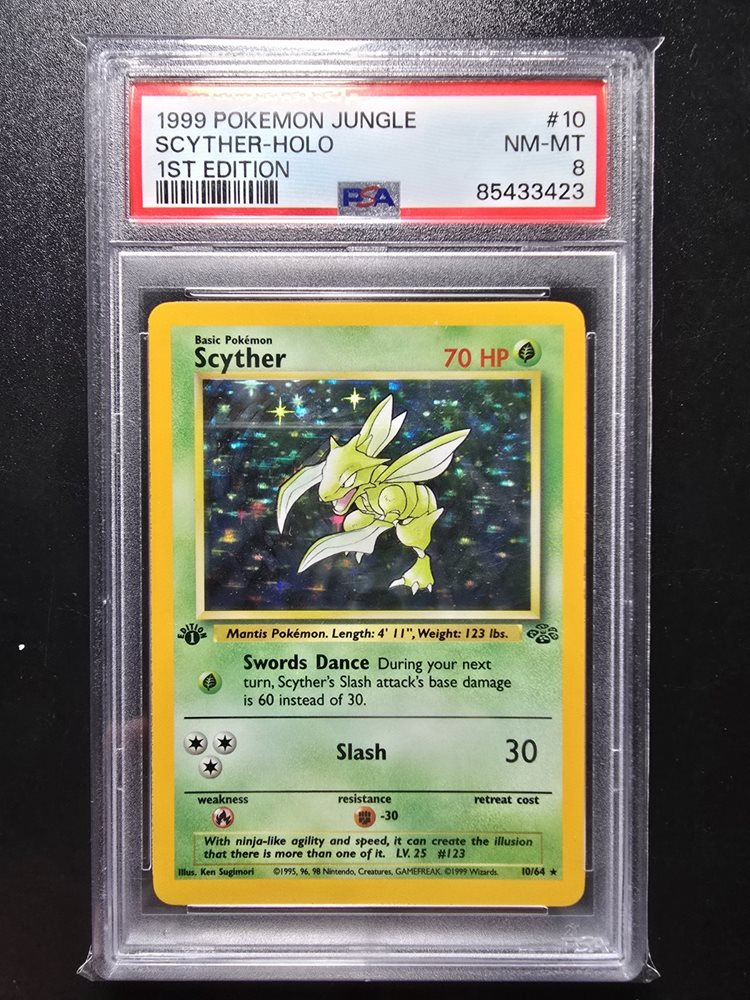 1999 POKEMON JUNGLE #10
SCYTHER-HOLO NM-MT
1ST EDITION 8
PSA 85433423
Basic Pokémon
Scyther 70 HP
EDITION 1
Mantis Pokémon. Length: 4' 11", Weight: 123 lbs.
Swords Dance During your next
turn, Scyther's Slash attack's base damage
is 60 instead of 30.
Slash 30
weakness resistance retreat cost
-30
With ninja-like agility and speed, it can create the illusion
that there is more than one of it. LV. 25 #123
Illus. Ken Sugimori ©1995, 96, 98 Nintendo, Creatures, GAMEFREAK. ©1999 Wizards. 10/64 ★